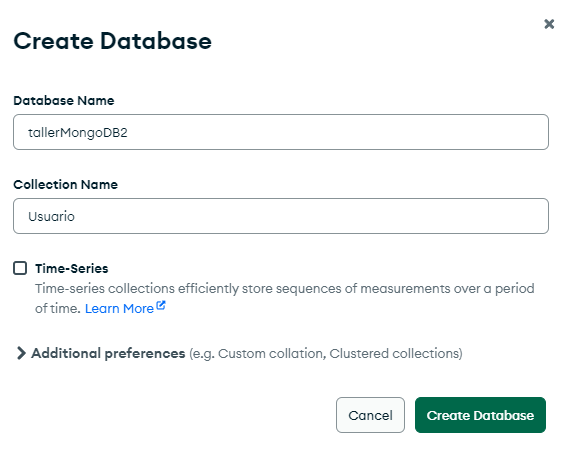 Create Database
Database Name
tallerMongoDB2
Collection Name
Usuario
Time-Series
Time-series collections efficiently store sequences of measurements over a period
of time. Learn More
Additional preferences (e.g. Custom collation, Clustered collections)
Cancel
Create Database